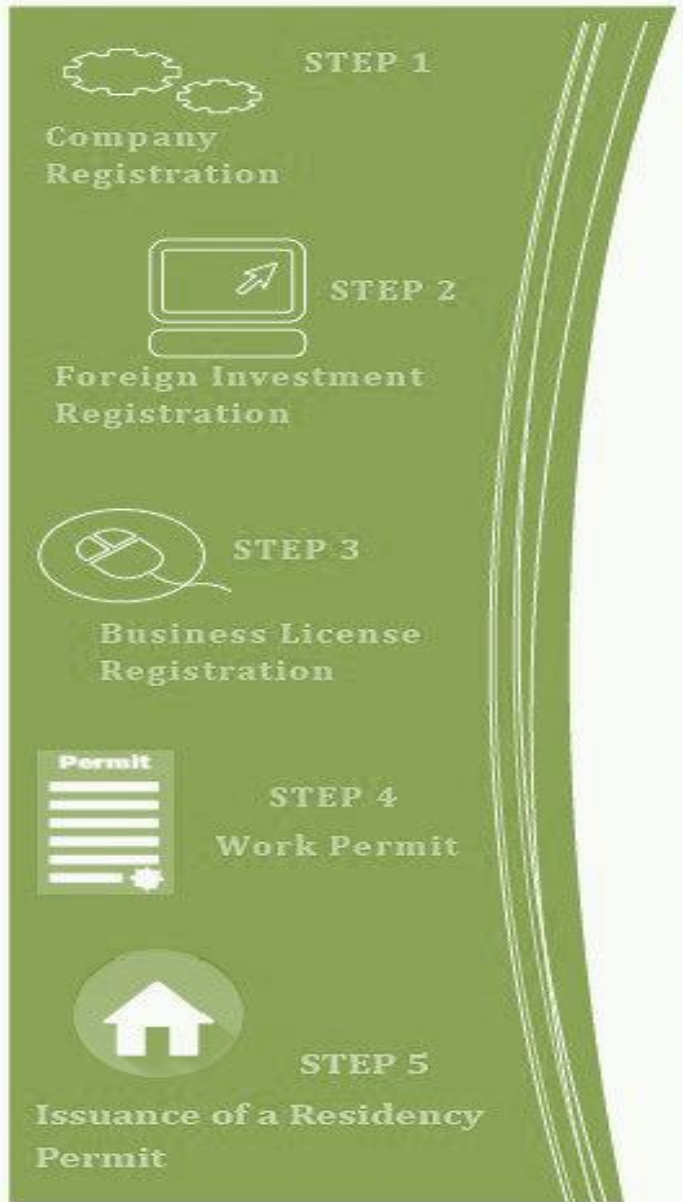 STEP 1
Company
Registration
STEP 2
Foreign Investment
Registration
STEP 3
Business License
Registration
Permit
STEP 4
Work Permit
STEP 5
Issuance of a Residency
Permit